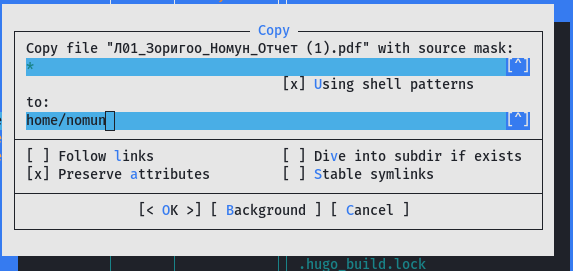 Copy
Copy file "Л01_Зоригоо_Номун_Отчет (1).pdf" with source mask:
* [^]
[x] Using shell patterns
to:
home/nomun [^]
[ ] Follow links [ ] Dive into subdir if exists
[x] Preserve attributes [ ] Stable symlinks
[< OK >] [ Background ] [ Cancel ]
.hugo_build.lock